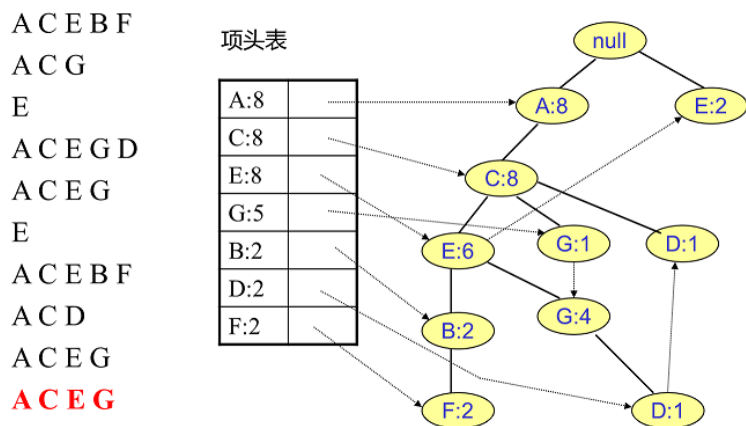 A C E B F
A C G
E
A C E G D
A C E G
E
A C E B F
A C D
A C E G
A C E G
项头表
A:8
C:8
E:8
G:5
B:2
D:2
F:2
null
A:8
E:2
C:8
E:6
G:1
D:1
B:2
G:4
F:2
D:1